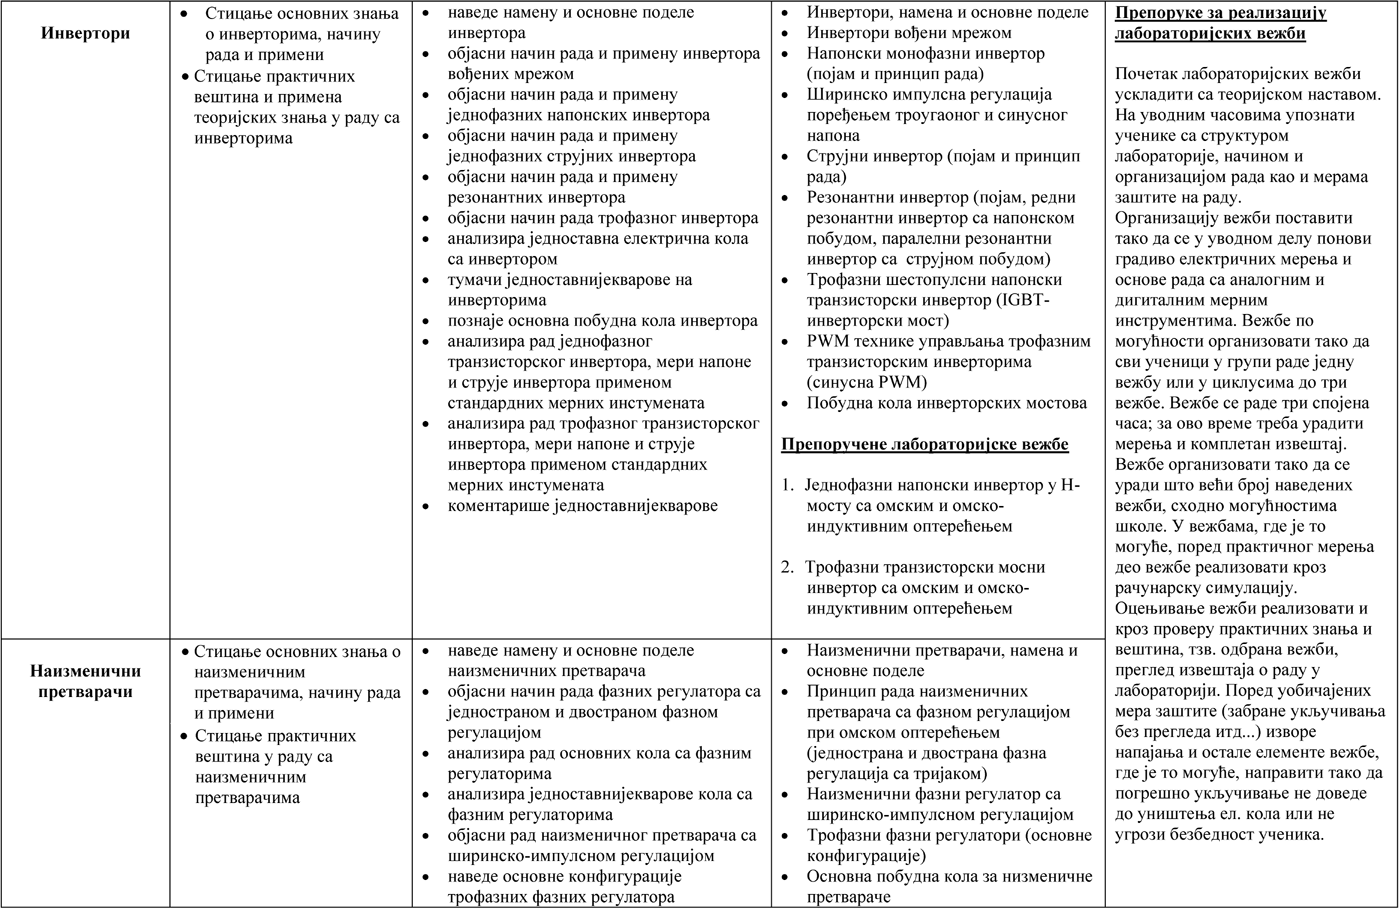 Инвертори
• Стицање основних знања
о инверторима, начину
рада и примени
• Стицање практичних
вештина и примена
теоријских знања у раду са
инверторима
• наведе намену и основне поделе
инвертора
• објасни начин рада и примену инвертора
вођених мрежом
• објасни начин рада и примену
једнофазних напонских инвертора
• објасни начин рада и примену
једнофазних струјних инвертора
• објасни начин рада и примену
резонантних инвертора
• објасни начин рада трофазног инвертора
• анализира једноставна електрична кола
са инвертором
• тумачи једноставнијекварове на
инверторима
• познаје основна побудна кола инвертора
• анализира рад једнофазног
транзисторског инвертора, мери напоне
и струје инвертора применом
стандардних мерних инстумената
• анализира рад трофазног транзисторског
инвертора, мери напоне и струје
инвертора применом стандардних
мерних инстумената
• коментарише једноставнијекварове
• Инвертори, намена и основне поделе
• Инвертори вођени мрежом
• Напонски монофазни инвертор
(појам и принцип рада)
• Ширинско импулсна регулација
поређењем троугаоног и синусног
напона
• Струјни инвертор (појам и принцип
рада)
• Резонантни инвертор (појам, редни
резонантни инвертор са напонском
побудом, паралелни резонантни
инвертор са струјном побудом)
• Трофазни шестопулсни напонски
транзисторски инвертор (IGBT-
инверторски мост)
• PWM технике управљања трофазним
транзисторским инверторима
(синусна PWM)
• Побудна кола инверторских мостова
Препоручене лабораторијске вежбе
1. Једнофазни напонски инвертор у Н-
мосту са омским и омско-
индуктивним оптерећењем
2. Трофазни транзисторски мосни
инвертор са омским и омско-
индуктивним оптерећењем
Препоруке за реализацију
лабораторијских вежби
Почетак лабораторијских вежби
ускладити са теоријском наставом.
На уводним часовима упознати
ученике са структуром
лабораторије, начином и
организацијом рада као и мерама
заштите на раду.
Организацију вежби поставити
тако да се у уводном делу понови
градиво електричних мерења и
основе рада са аналогним и
дигиталним мерним
инструментима. Вежбе по
могућности организовати тако да
сви ученици у групи раде једну
вежбу или у циклусима до три
вежбе. Вежбе се раде три спојена
часа; за ово време треба урадити
мерења и комплетан извештај.
Вежбе организовати тако да се
уради што већи број наведених
вежби, сходно могућностима
школе. У вежбама, где је то
могуће, поред практичног мерења
део вежбе реализовати кроз
рачунарску симулацију.
Оцењивање вежби реализовати и
кроз проверу практичних знања и
вештина, тзв. одбрана вежби,
преглед извештаја о раду у
лабораторији. Поред уобичајених
мера заштите (забране укључивања
без прегледа итд...) изворе
напајања и остале елементе вежбе,
где је то могуће, направити тако да
погрешно укључивање не доведе
до уништења ел. кола или не
угрози безбедност ученика.
Наизменични
претварачи
• Стицање основних знања о
наизменичним
претварачима, начину рада
и примени
• Стицање практичних
вештина у раду са
наизменичним
претварачима
• наведе намену и основне поделе
наизменичних претварача
• објасни начин рада фазних регулатора са
једностраном и двостраном фазном
регулацијом
• анализира рад основних кола са фазним
регулаторима
• анализира једноставнијекварове кола са
фазним регулаторима
• објасни рад наизменичног претварача са
ширинско-импулсном регулацијом
• наведе основне конфигурације
трофазних фазних регулатора
• Наизменични претварачи, намена и
основне поделе
• Принцип рада наизменичних
претварача са фазном регулацијом
при омском оптерећењем
(једнострана и двострана фазна
регулација са тријаком)
• Наизменични фазни регулатор са
ширинско-импулсном регулацијом
• Трофазни фазни регулатори (основне
конфигурације)
• Основна побудна кола за низменичне
претвараче